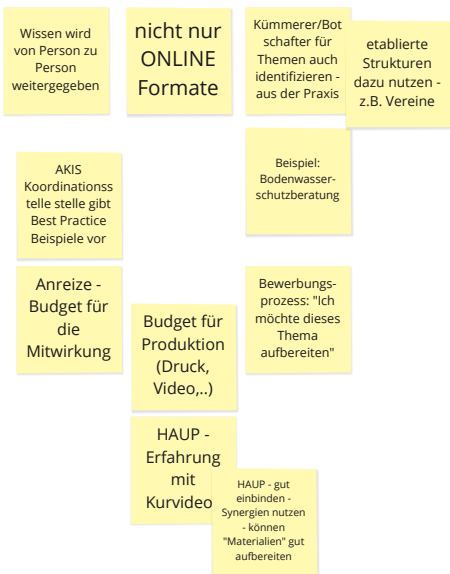 Wissen wird
von Person zu
Person
weitergegeben
nicht nur
ONLINE
Formate
Kümmerer/Bot
schafter für
Themen auch
identifizieren -
aus der Praxis
etablierte
Strukturen
dazu nutzen -
z.B. Vereine
Beispiel:
Bodenwasser-
schutzberatung
AKIS
Koordinationss
telle stelle gibt
Best Practice
Beispiele vor
Anreize -
Budget für
die
Mitwirkung
Budget für
Produktion
(Druck,
Video,..)
Bewerbungs-
prozess: "Ich
möchte dieses
Thema
aufbereiten"
HAUP -
Erfahrung
mit
Kurvideo
HAUP - gut
einbinden -
Synergien nutzen
- können
"Materialien" gut
aufbereiten